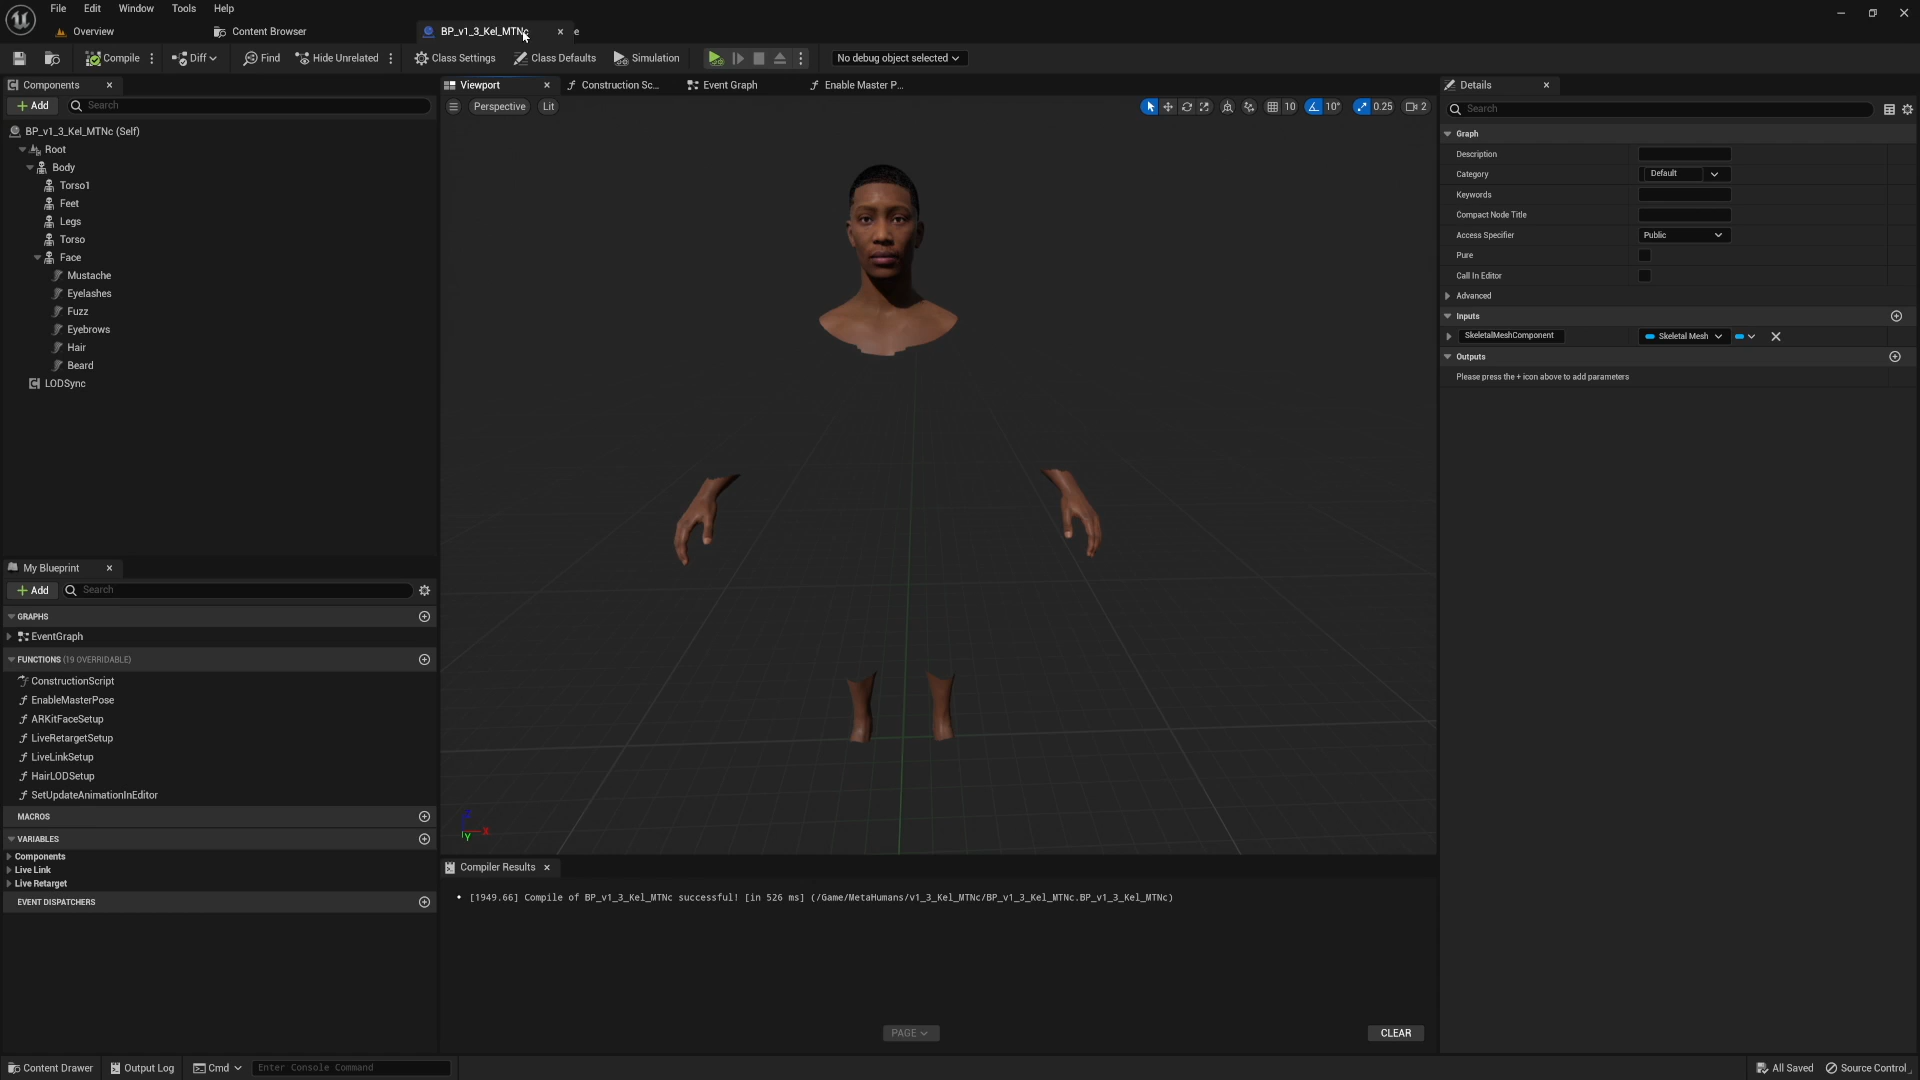 File Edit Window Tools Help
Overview Content Browser BP_v1_3_Kel_MTNc e
Compile Diff Find Hide Unrelated Class Settings Class Defaults Simulation No debug object selected
Components Viewport Construction Sc... Event Graph Enable Master P... Details
Add Search Perspective Lit 10 10° 0.25 2 Search
BP_v1_3_Kel_MTNc (Self)
Root
Body
Torso1
Feet
Legs
Torso
Face
Mustache
Eyelashes
Fuzz
Eyebrows
Hair
Beard
LODSync
Graph
Description
Category Default
Keywords
Compact Node Title
Access Specifier Public
Pure
Call In Editor
Advanced
Inputs
SkeletalMeshComponent Skeletal Mesh
Outputs
Please press the + icon above to add parameters
My Blueprint
Add Search
GRAPHS
EventGraph
FUNCTIONS (19 OVERRIDABLE)
ConstructionScript
EnableMasterPose
ARKitFaceSetup
LiveRetargetSetup
LiveLinkSetup
HairLODSetup
SetUpdateAnimationInEditor
MACROS
VARIABLES
Components
Live Link
Live Retarget
EVENT DISPATCHERS
Z X Y
Compiler Results
• [1949.66] Compile of BP_v1_3_Kel_MTNc successful! [in 526 ms] (/Game/MetaHumans/v1_3_Kel_MTNc/BP_v1_3_Kel_MTNc.BP_v1_3_Kel_MTNc)
PAGE CLEAR
Content Drawer Output Log Cmd Enter Console Command All Saved Source Control